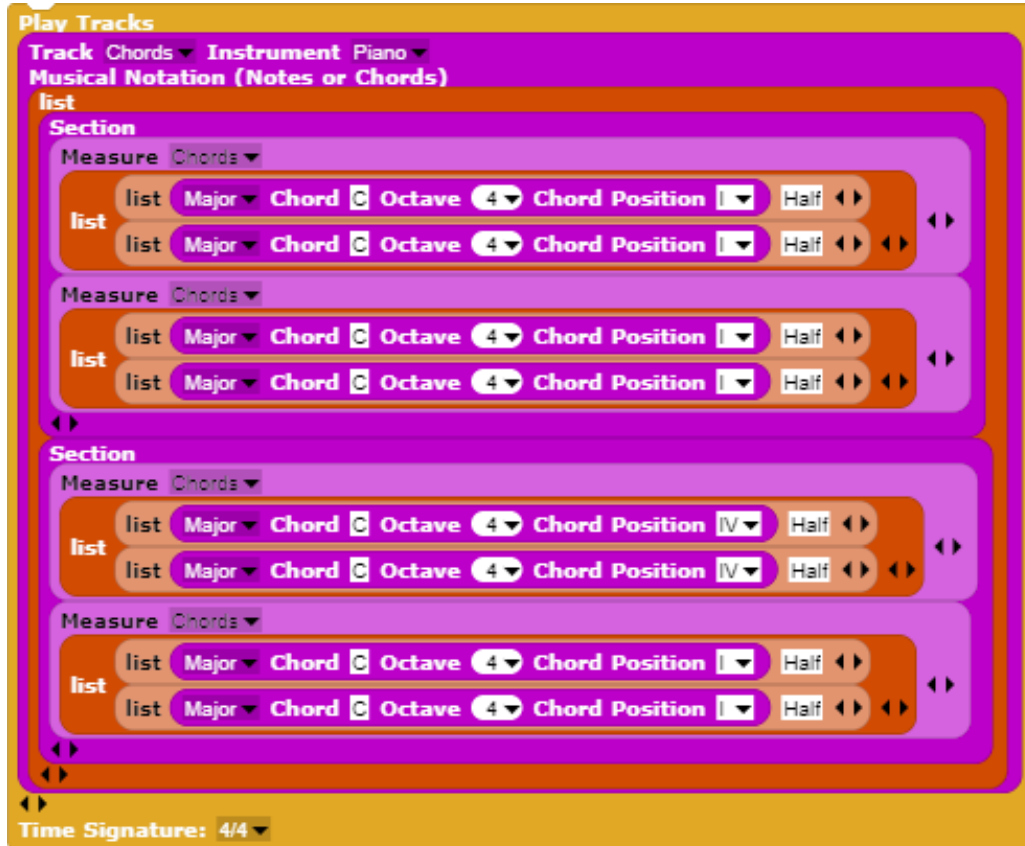 Play Tracks
Track Chords Instrument Piano
Musical Notation (Notes or Chords)
list
Section
Measure Chords
list Major Chord C Octave 4 Chord Position I Half
list
list Major Chord C Octave 4 Chord Position I Half
Measure Chords
list Major Chord C Octave 4 Chord Position I Half
list
list Major Chord C Octave 4 Chord Position I Half
Section
Measure Chords
list Major Chord C Octave 4 Chord Position IV Half
list
list Major Chord C Octave 4 Chord Position IV Half
Measure Chords
list Major Chord C Octave 4 Chord Position I Half
list
list Major Chord C Octave 4 Chord Position I Half
Time Signature: 4/4